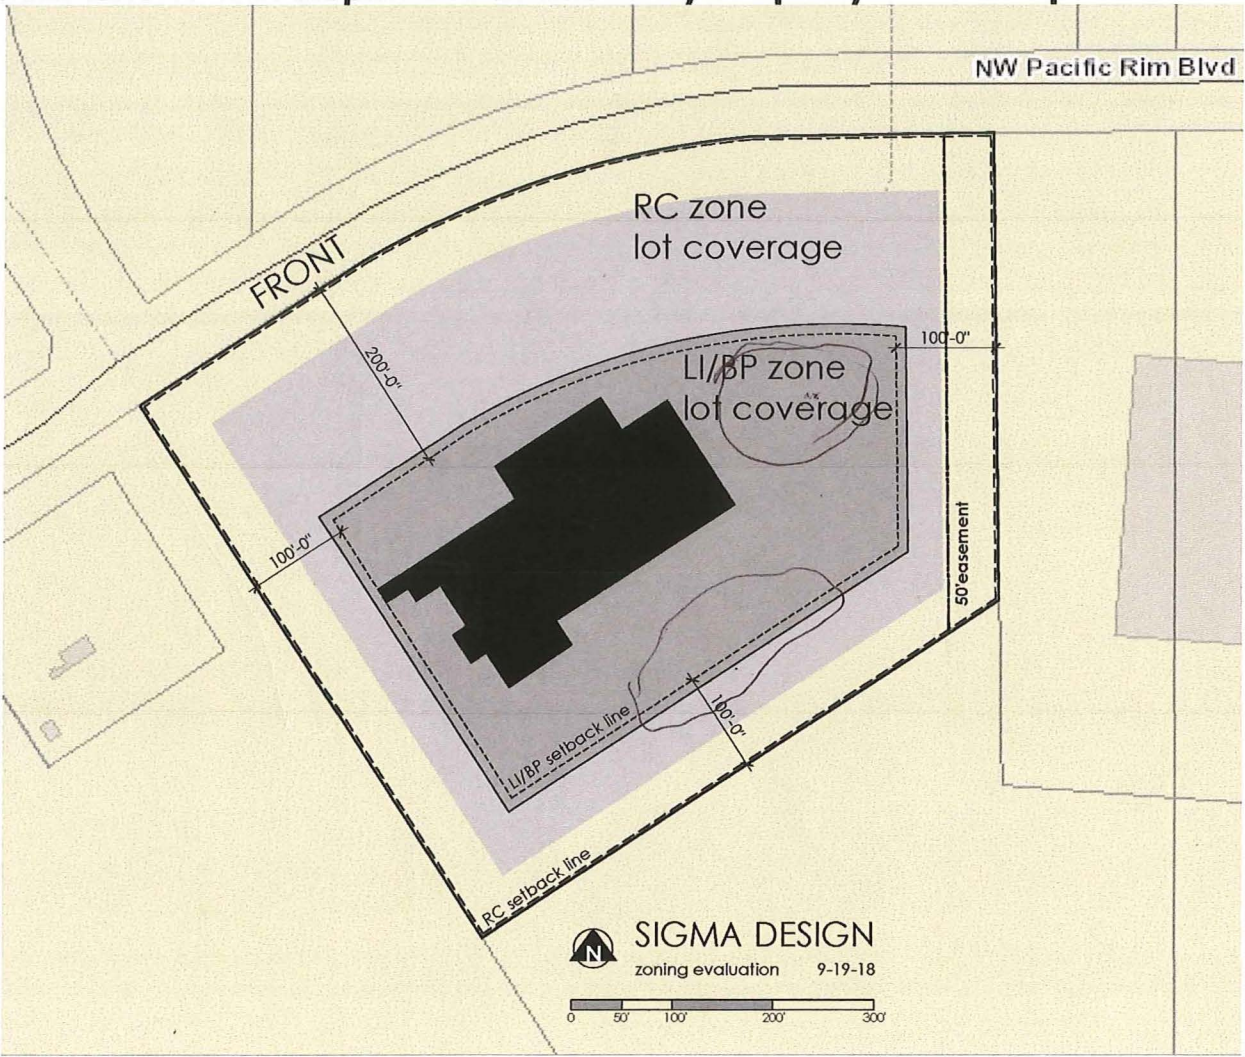 NW Pacific Rim Blvd
RC zone
lot coverage
FRONT
200'-0"
100'-0"
LI/BP zone
lot coverage
100'-0"
50'easement
100'-0"
LI/BP setback line
RC setback line
N
SIGMA DESIGN
zoning evaluation 9-19-18
0 50' 100' 200' 300'